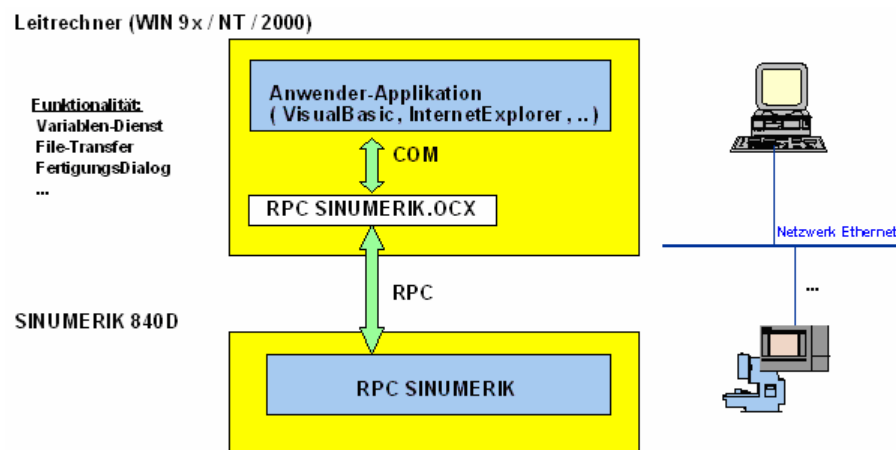 Leitrechner (WIN 9x / NT / 2000)
Funktionalität:
Variablen-Dienst
File-Transfer
FertigungsDialog
...
Anwender-Applikation
( VisualBasic, InternetExplorer , .. )
COM
RPC SINUMERIK.OCX
RPC
SINUMERIK 840D
RPC SINUMERIK
Netzwerk Ethernet
...